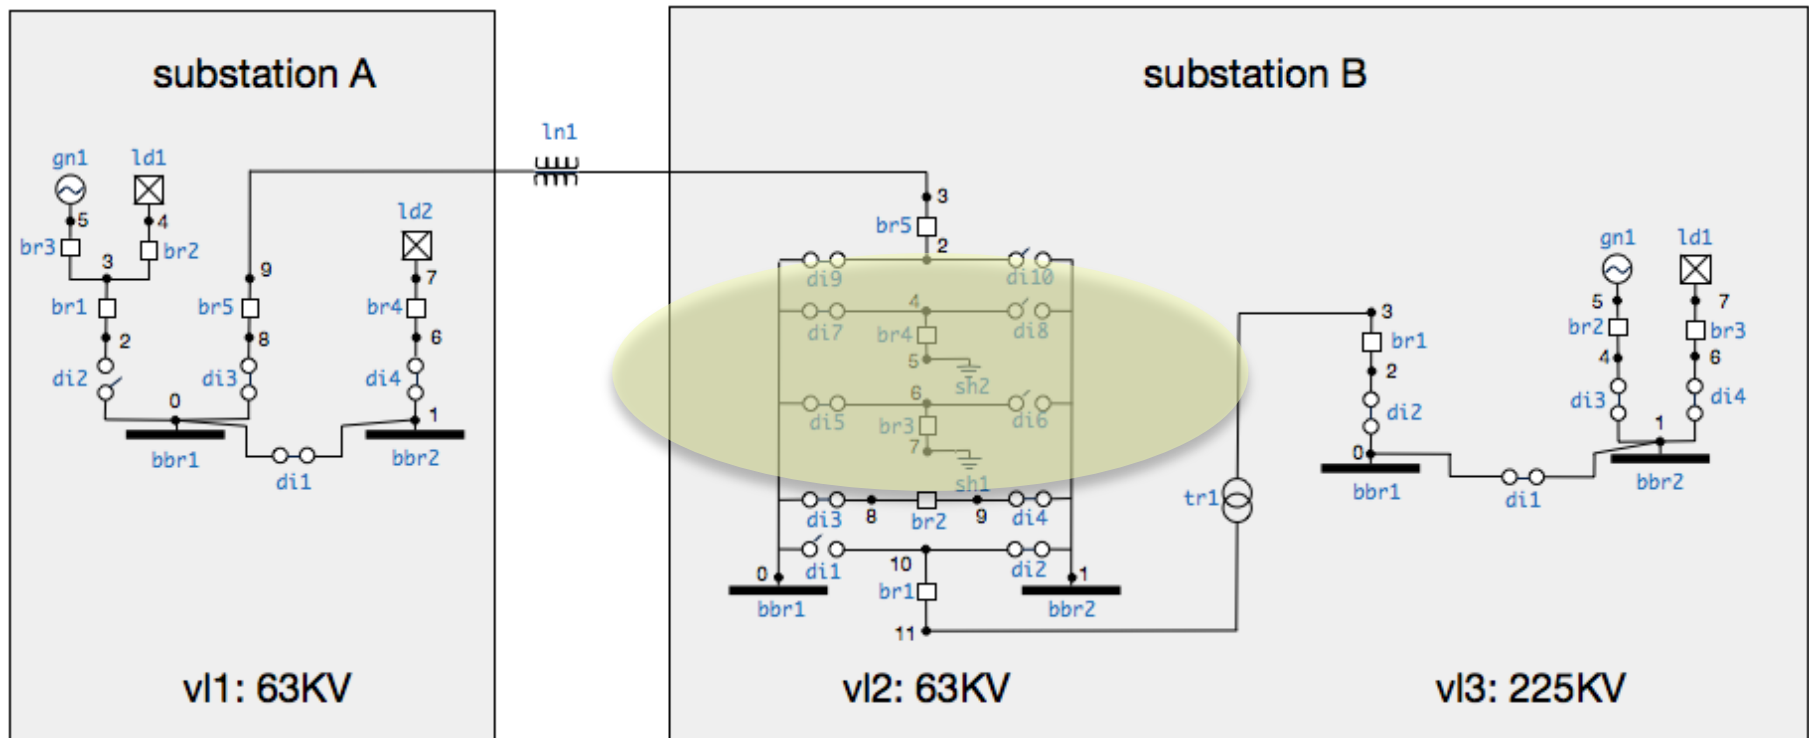 substation A
substation B
ln1
gn1
ld1
5
4
br3
br2
3
br1
2
di2
9
br5
8
di3
ld2
7
br4
6
di4
0
1
bbr1
bbr2
di1
3
br5
2
di9
di10
4
di7
di8
br4
5
sh2
6
di5
di6
br3
7
sh1
di3
8
br2
9
di4
10
di1
di2
0
1
br1
bbr1
bbr2
11
tr1
3
br1
2
di2
0
bbr1
di1
gn1
ld1
5
7
br2
br3
4
6
di3
di4
1
bbr2
vl1: 63KV
vl2: 63KV
vl3: 225KV